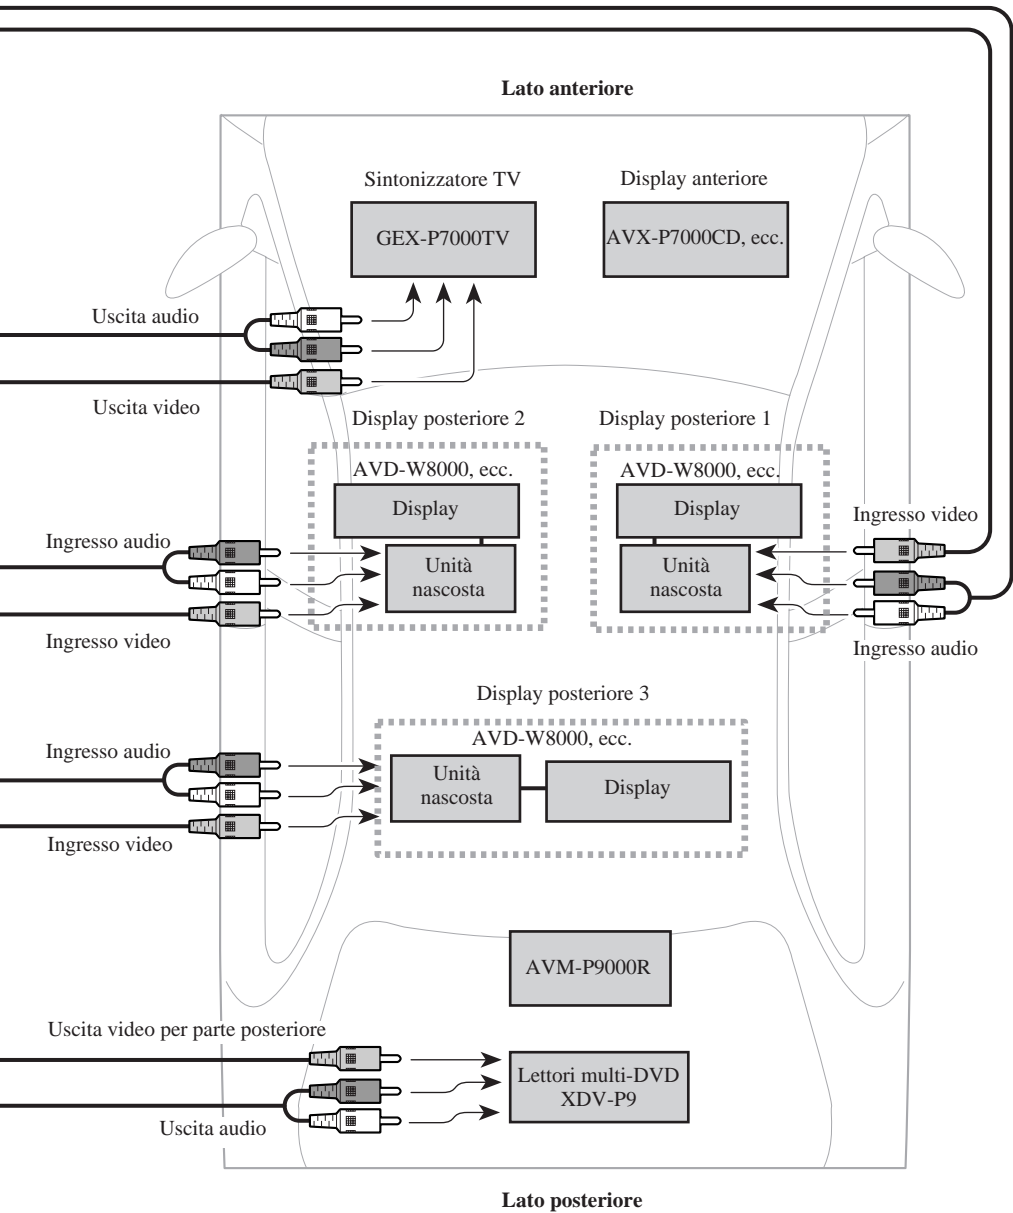 Lato anteriore
Sintonizzatore TV
Display anteriore
GEX-P7000TV
AVX-P7000CD, ecc.
Uscita audio
Uscita video
Display posteriore 2
Display posteriore 1
AVD-W8000, ecc.
AVD-W8000, ecc.
Display
Display
Ingresso video
Ingresso audio
Unità
nascosta
Unità
nascosta
Ingresso video
Ingresso audio
Display posteriore 3
AVD-W8000, ecc.
Ingresso audio
Unità
nascosta
Display
Ingresso video
AVM-P9000R
Uscita video per parte posteriore
Lettori multi-DVD
XDV-P9
Uscita audio
Lato posteriore